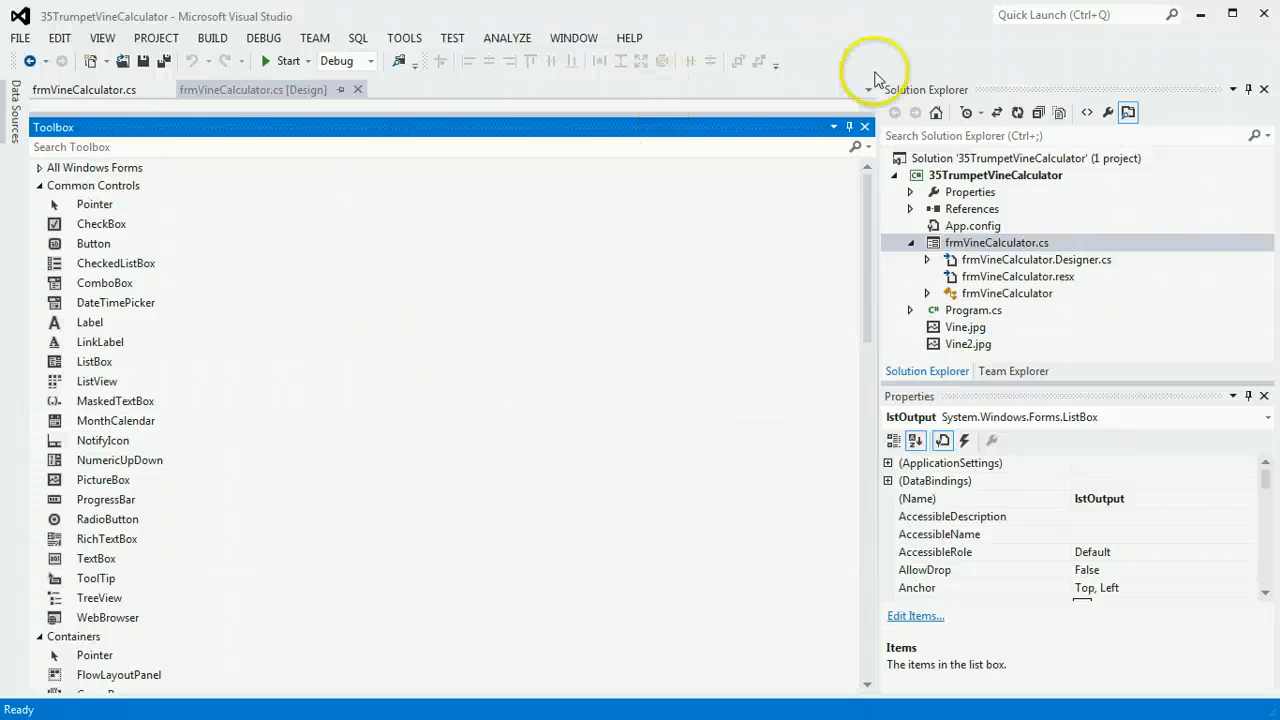 35TrumpetVineCalculator - Microsoft Visual Studio
Quick Launch (Ctrl+Q)
FILE EDIT VIEW PROJECT BUILD DEBUG TEAM SQL TOOLS TEST ANALYZE WINDOW HELP
Start Debug
Data Sources
frmVineCalculator.cs frmVineCalculator.cs [Design]
Toolbox
Search Toolbox
All Windows Forms
Common Controls
Pointer
CheckBox
Button
CheckedListBox
ComboBox
DateTimePicker
Label
LinkLabel
ListBox
ListView
MaskedTextBox
MonthCalendar
NotifyIcon
NumericUpDown
PictureBox
ProgressBar
RadioButton
RichTextBox
TextBox
ToolTip
TreeView
WebBrowser
Containers
Pointer
FlowLayoutPanel
Solution Explorer
Search Solution Explorer (Ctrl+;)
Solution '35TrumpetVineCalculator' (1 project)
35TrumpetVineCalculator
Properties
References
App.config
frmVineCalculator.cs
frmVineCalculator.Designer.cs
frmVineCalculator.resx
frmVineCalculator
Program.cs
Vine.jpg
Vine2.jpg
Solution Explorer Team Explorer
Properties
lstOutput System.Windows.Forms.ListBox
(ApplicationSettings)
(DataBindings)
(Name) lstOutput
AccessibleDescription
AccessibleName
AccessibleRole Default
AllowDrop False
Anchor Top, Left
Edit Items...
Items
The items in the list box.
Ready